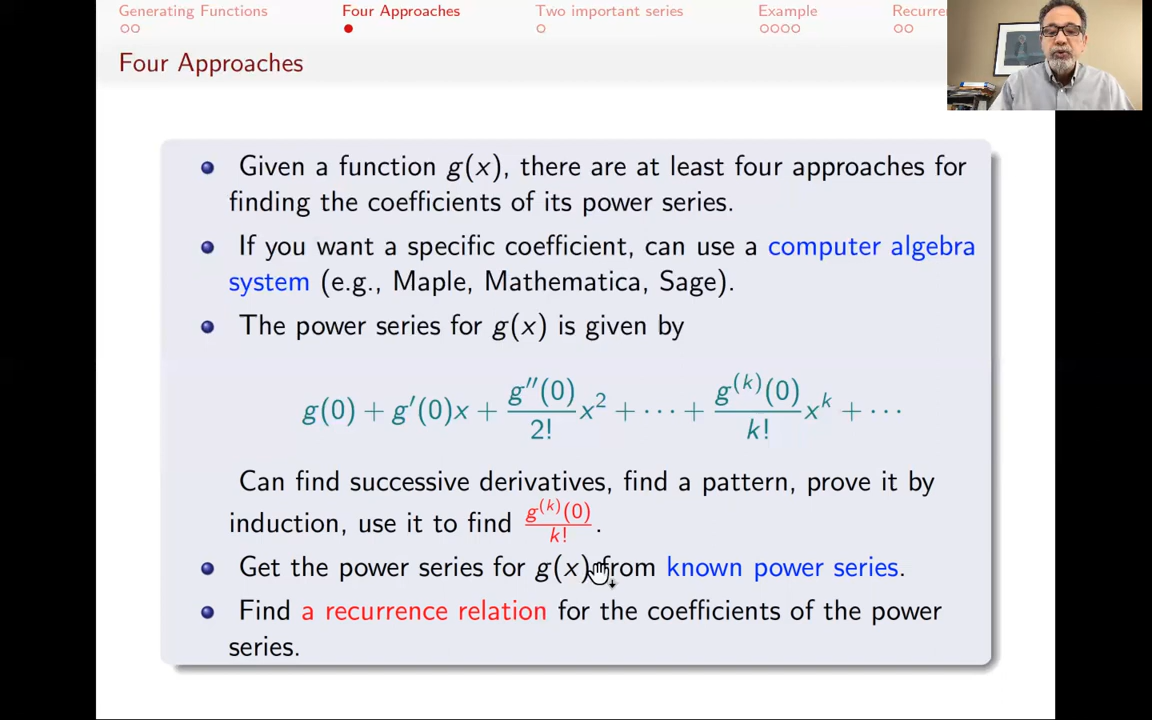 Generating Functions Four Approaches Two important series Example Recurre
Four Approaches
Given a function g(x), there are at least four approaches for
finding the coefficients of its power series.
If you want a specific coefficient, can use a computer algebra
system (e.g., Maple, Mathematica, Sage).
The power series for g(x) is given by
g(0) + g′(0)x + g″(0)/2! x² + ⋯ + g⁽ᵏ⁾(0)/k! xᵏ + ⋯
Can find successive derivatives, find a pattern, prove it by
induction, use it to find g⁽ᵏ⁾(0)/k!.
Get the power series for g(x) from known power series.
Find a recurrence relation for the coefficients of the power
series.